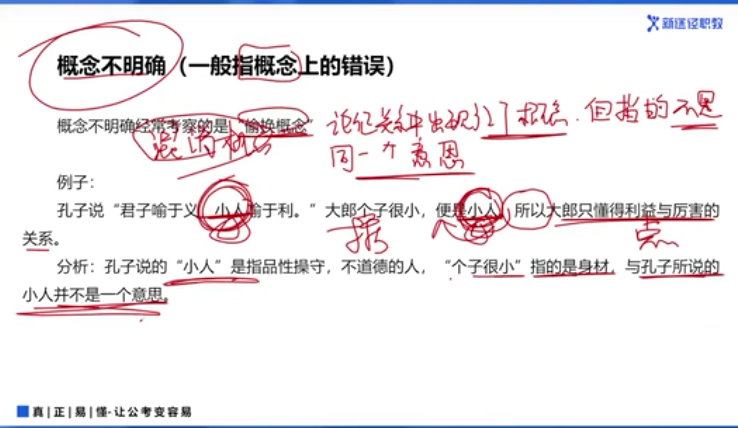 新途径职教
概念不明确（一般指概念上的错误）
概念不明确经常考察的是“偷换概念”
混淆概念
论证关系中出现了概念，但指的不是
同一个意思
例子：
孔子说“君子喻于义，小人喻于利。”大郎个子很小，便是小人，所以大郎只懂得利益与厉害的
关系。
论据
点
分析：孔子说的“小人”是指品性操守，不道德的人，“个子很小”指的是身材，与孔子所说的
小人并不是一个意思。
真|正|易|懂-让公考变容易